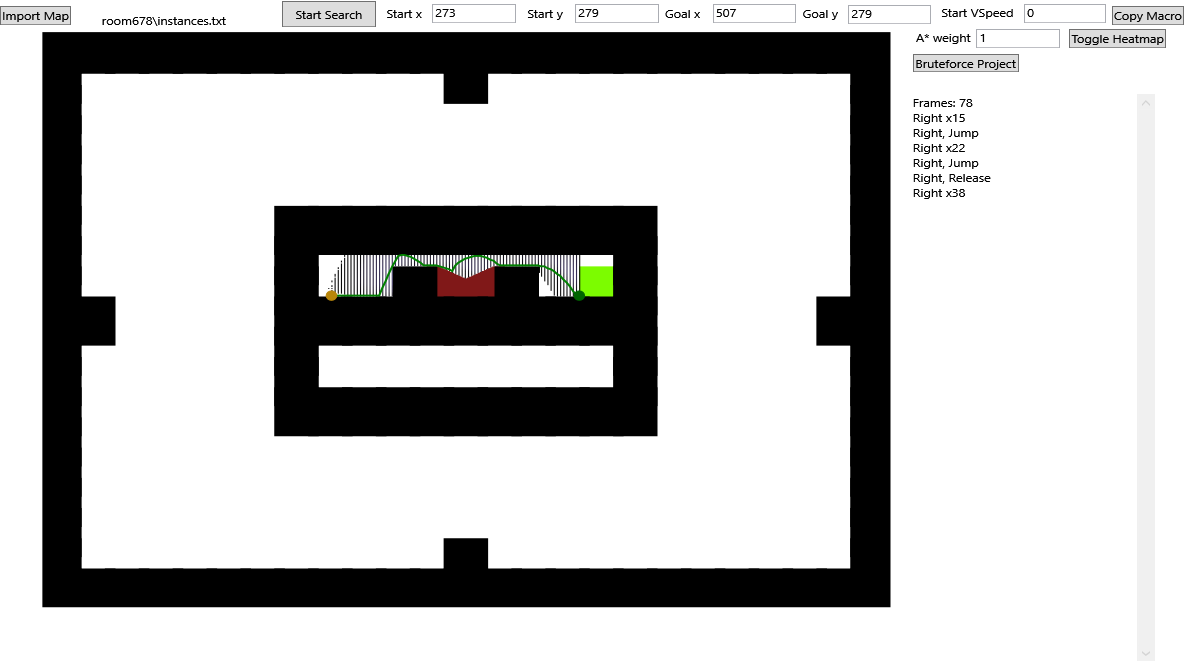 Import Map
room678\instances.txt
Start Search
Start x 273
Start y 279
Goal x 507
Goal y 279
Start VSpeed 0
Copy Macro
A* weight 1
Toggle Heatmap
Bruteforce Project
Frames: 78
Right x15
Right, Jump
Right x22
Right, Jump
Right, Release
Right x38